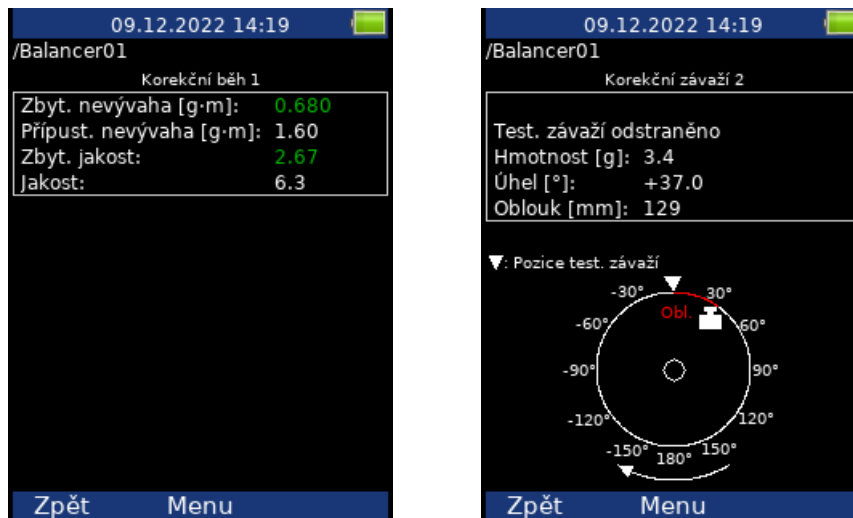 09.12.2022 14:19
/Balancer01
Korekční běh 1
Zbyt. nevývaha [g·m]: 0.680
Přípust. nevývaha [g·m]: 1.60
Zbyt. jakost: 2.67
Jakost: 6.3
Zpět Menu
09.12.2022 14:19
/Balancer01
Korekční závaží 2
Test. závaží odstraněno
Hmotnost [g]: 3.4
Úhel [°]: +37.0
Oblouk [mm]: 129
▼: Pozice test. závaží
-30° 30°
Obl.
-60° 60°
-90° 90°
-120° 120°
-150° 180° 150°
Zpět Menu